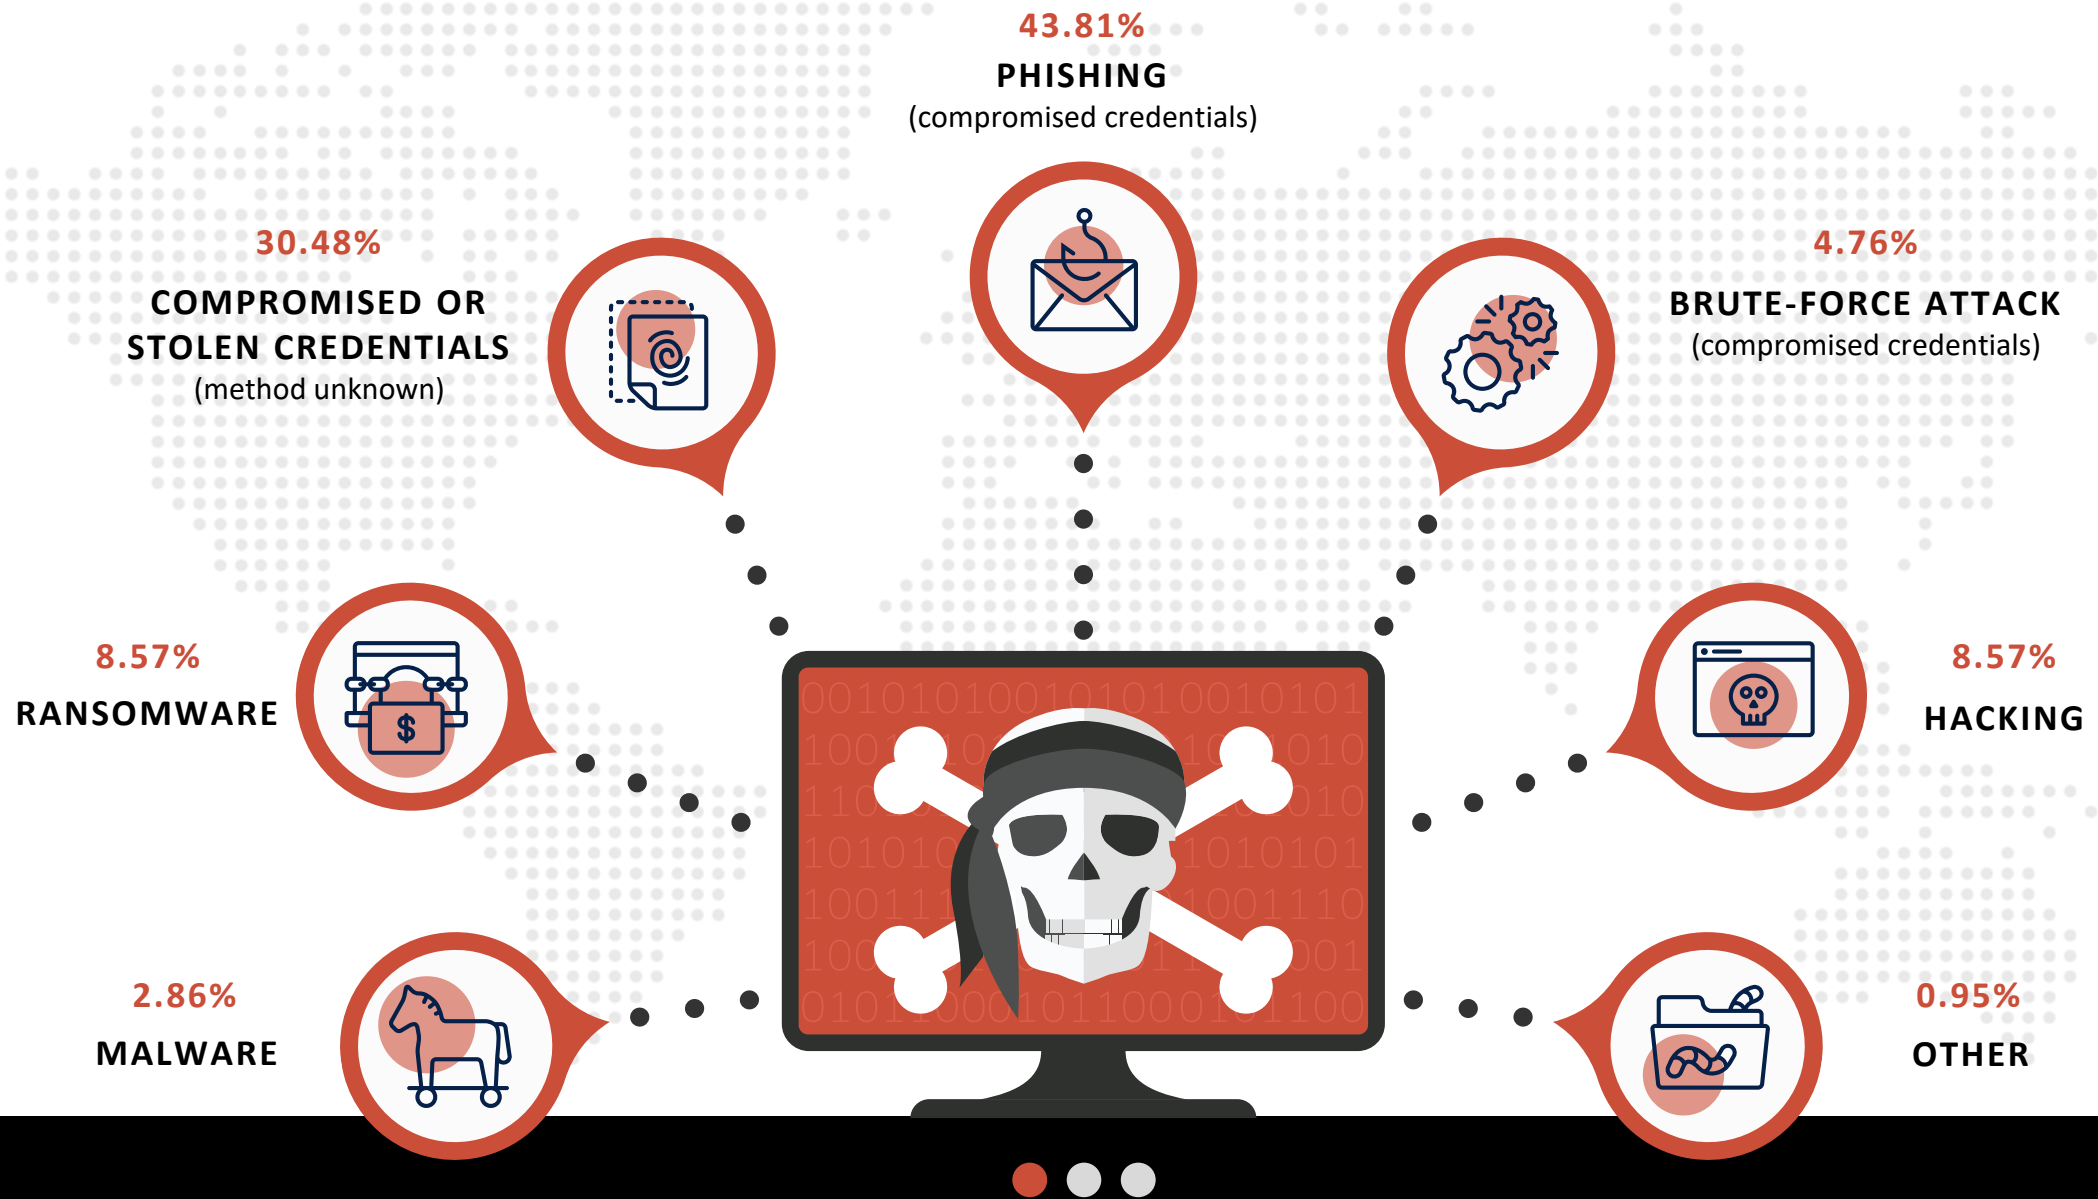 43.81%
PHISHING
(compromised credentials)
30.48%
COMPROMISED OR
STOLEN CREDENTIALS
(method unknown)
4.76%
BRUTE-FORCE ATTACK
(compromised credentials)
8.57%
RANSOMWARE
$
8.57%
HACKING
2.86%
MALWARE
0.95%
OTHER